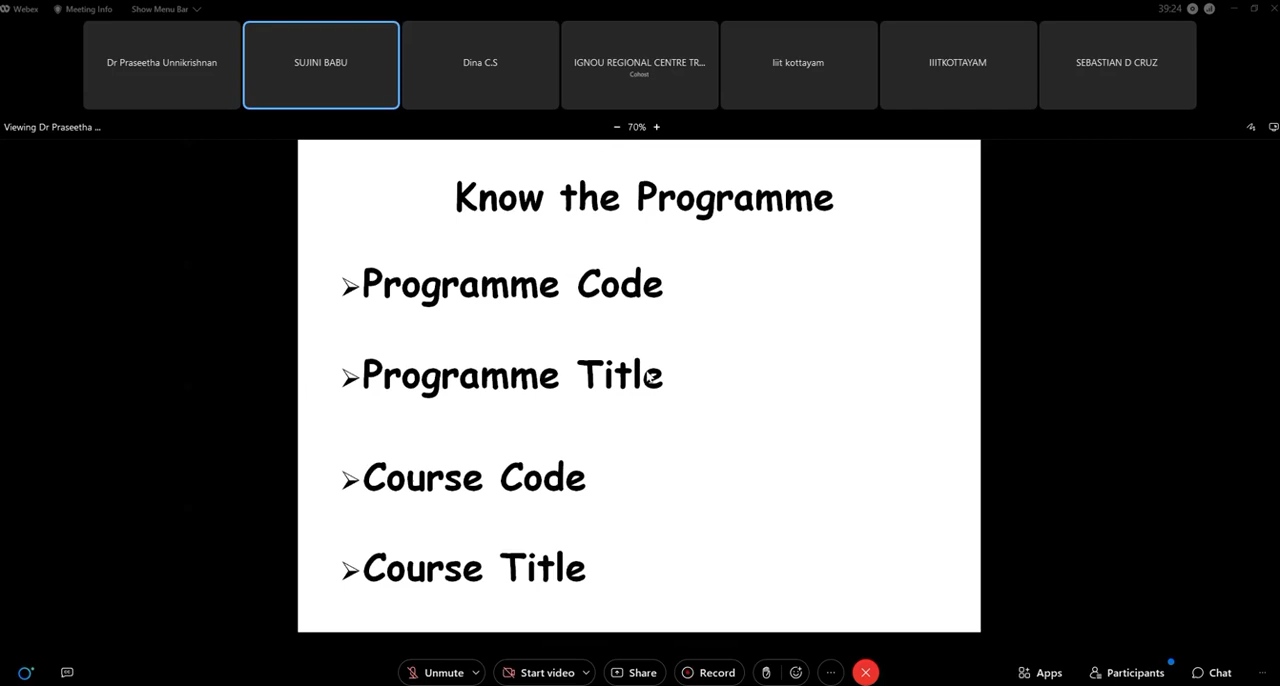 Webex Meeting Info Show Menu Bar 39:24
Dr Praseetha Unnikrishnan SUJINI BABU Dina C.S IGNOU REGIONAL CENTRE TR... Iiit kottayam IIITKOTTAYAM SEBASTIAN D CRUZ
Cohost
Viewing Dr Praseetha ... − 70% +
Know the Programme
➢Programme Code
➢Programme Title
➢Course Code
➢Course Title
Unmute Start video Share Record Apps Participants Chat